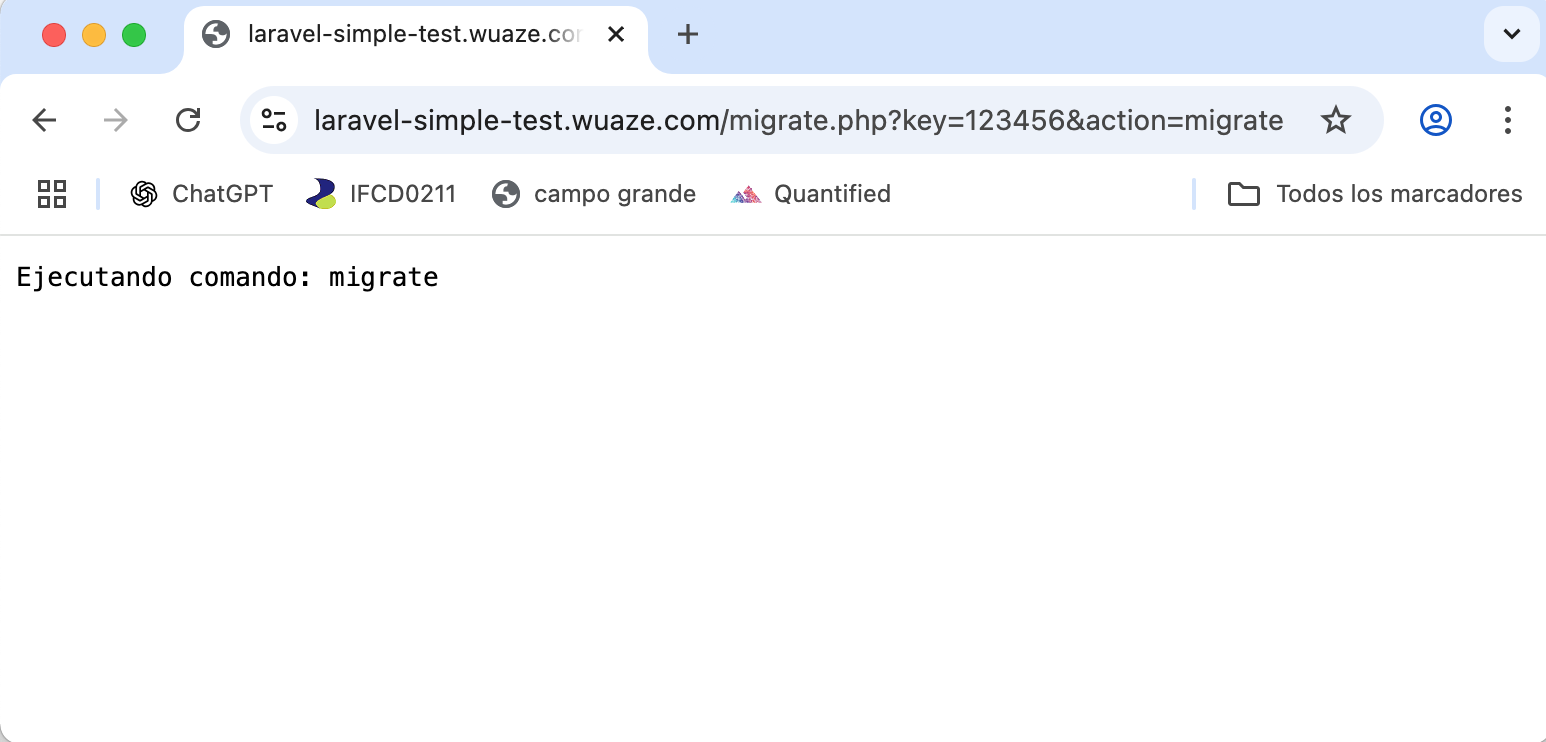 laravel-simple-test.wuaze.com
laravel-simple-test.wuaze.com/migrate.php?key=123456&action=migrate
ChatGPT IFCD0211 campo grande Quantified Todos los marcadores
Ejecutando comando: migrate